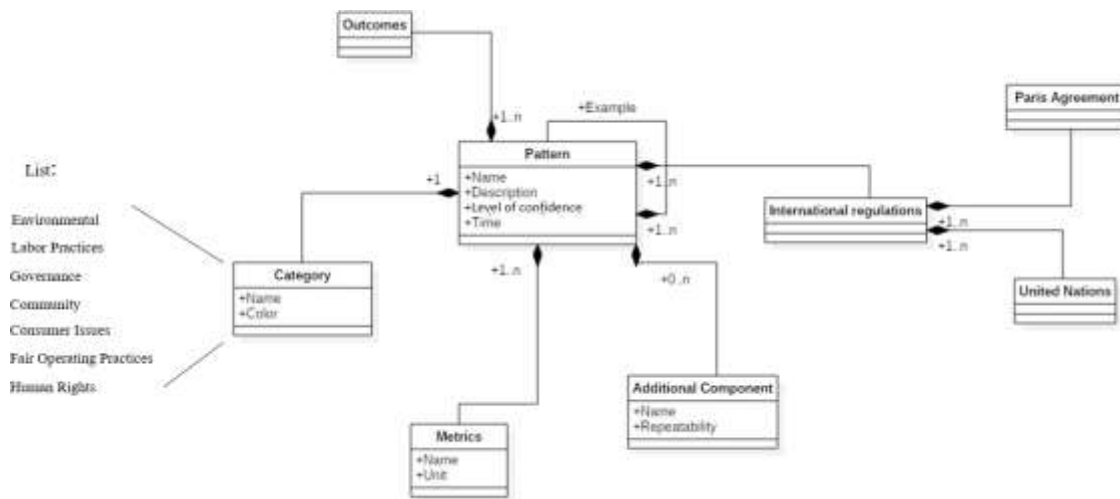 Outcomes
+1..n
+Example
Paris Agreement
Pattern
+Name
+Description
+Level of confidence
+Time
+1
+1..n
+1..n
International regulations
+1..n
+1..n
United Nations
List:
Environmental
Labor Practices
Governance
Community
Consumer Issues
Fair Operating Practices
Human Rights
Category
+Name
+Color
+1..n
+0..n
Additional Component
+Name
+Repeatability
Metrics
+Name
+Unit